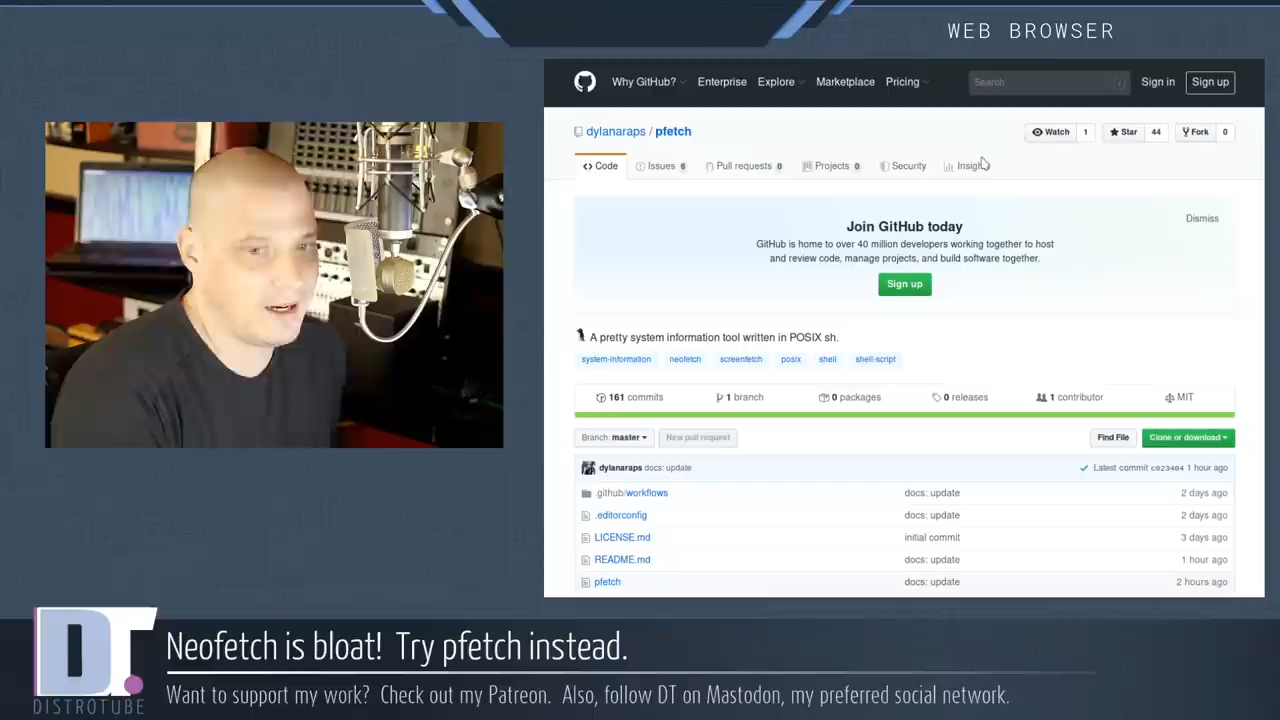 WEB BROWSER
Why GitHub? Enterprise Explore Marketplace Pricing Search / Sign in Sign up
dylanaraps / pfetch
Watch 1 Star 44 Fork 0
Code Issues 6 Pull requests 0 Projects 0 Security Insights
Join GitHub today
Dismiss
GitHub is home to over 40 million developers working together to host
and review code, manage projects, and build software together.
Sign up
A pretty system information tool written in POSIX sh.
system-information neofetch screenfetch posix shell shell-script
161 commits 1 branch 0 packages 0 releases 1 contributor MIT
Branch: master New pull request Find File Clone or download
dylanaraps docs: update Latest commit c023404 1 hour ago
.github/workflows docs: update 2 days ago
.editorconfig docs: update 2 days ago
LICENSE.md initial commit 3 days ago
README.md docs: update 1 hour ago
pfetch docs: update 2 hours ago
DT.
DISTROTUBE
Neofetch is bloat! Try pfetch instead.
Want to support my work? Check out my Patreon. Also, follow DT on Mastodon, my preferred social network.